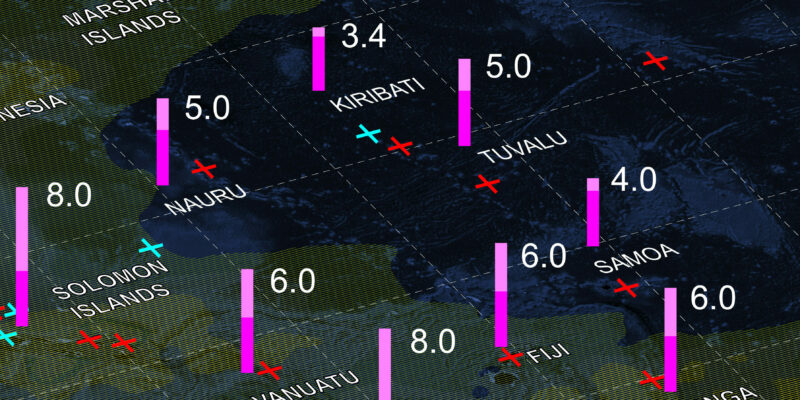 MARSHA
ISLANDS
3.4
5.0
KIRIBATI
NESIA
5.0
TUVALU
8.0
NAURU
4.0
SOLOMON
ISLANDS
6.0
6.0
SAMOA
6.0
8.0
FIJI
VANUATU
NGA